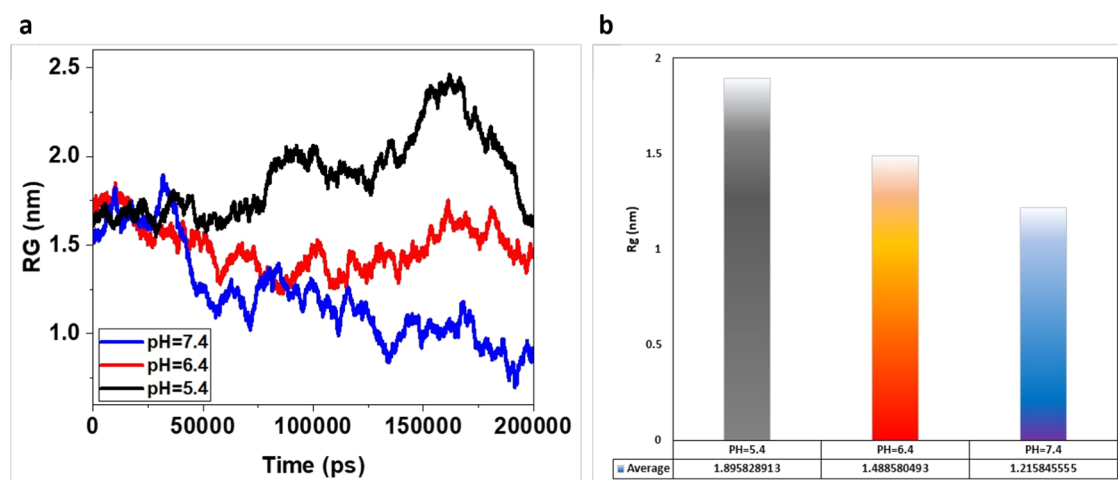 a
RG (nm)
2.5
2.0
1.5
1.0
pH=7.4
pH=6.4
pH=5.4
0 50000 100000 150000 200000
Time (ps)
b
Rg (nm)
2
1.5
1
0.5
0
PH=5.4 PH=6.4 PH=7.4
Average 1.895828913 1.488580493 1.215845555